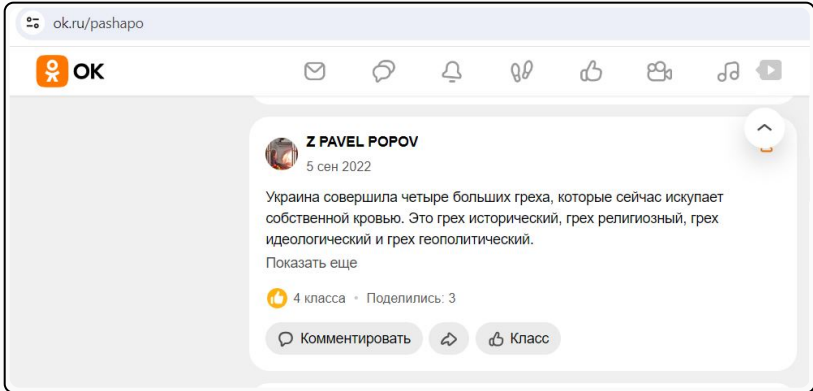 ok.ru/pashapo
OK
Z PAVEL POPOV
5 сен 2022
Украина совершила четыре больших греха, которые сейчас искупает
собственной кровью. Это грех исторический, грех религиозный, грех
идеологический и грех геополитический.
Показать еще
4 класса • Поделились: 3
Комментировать
Класс